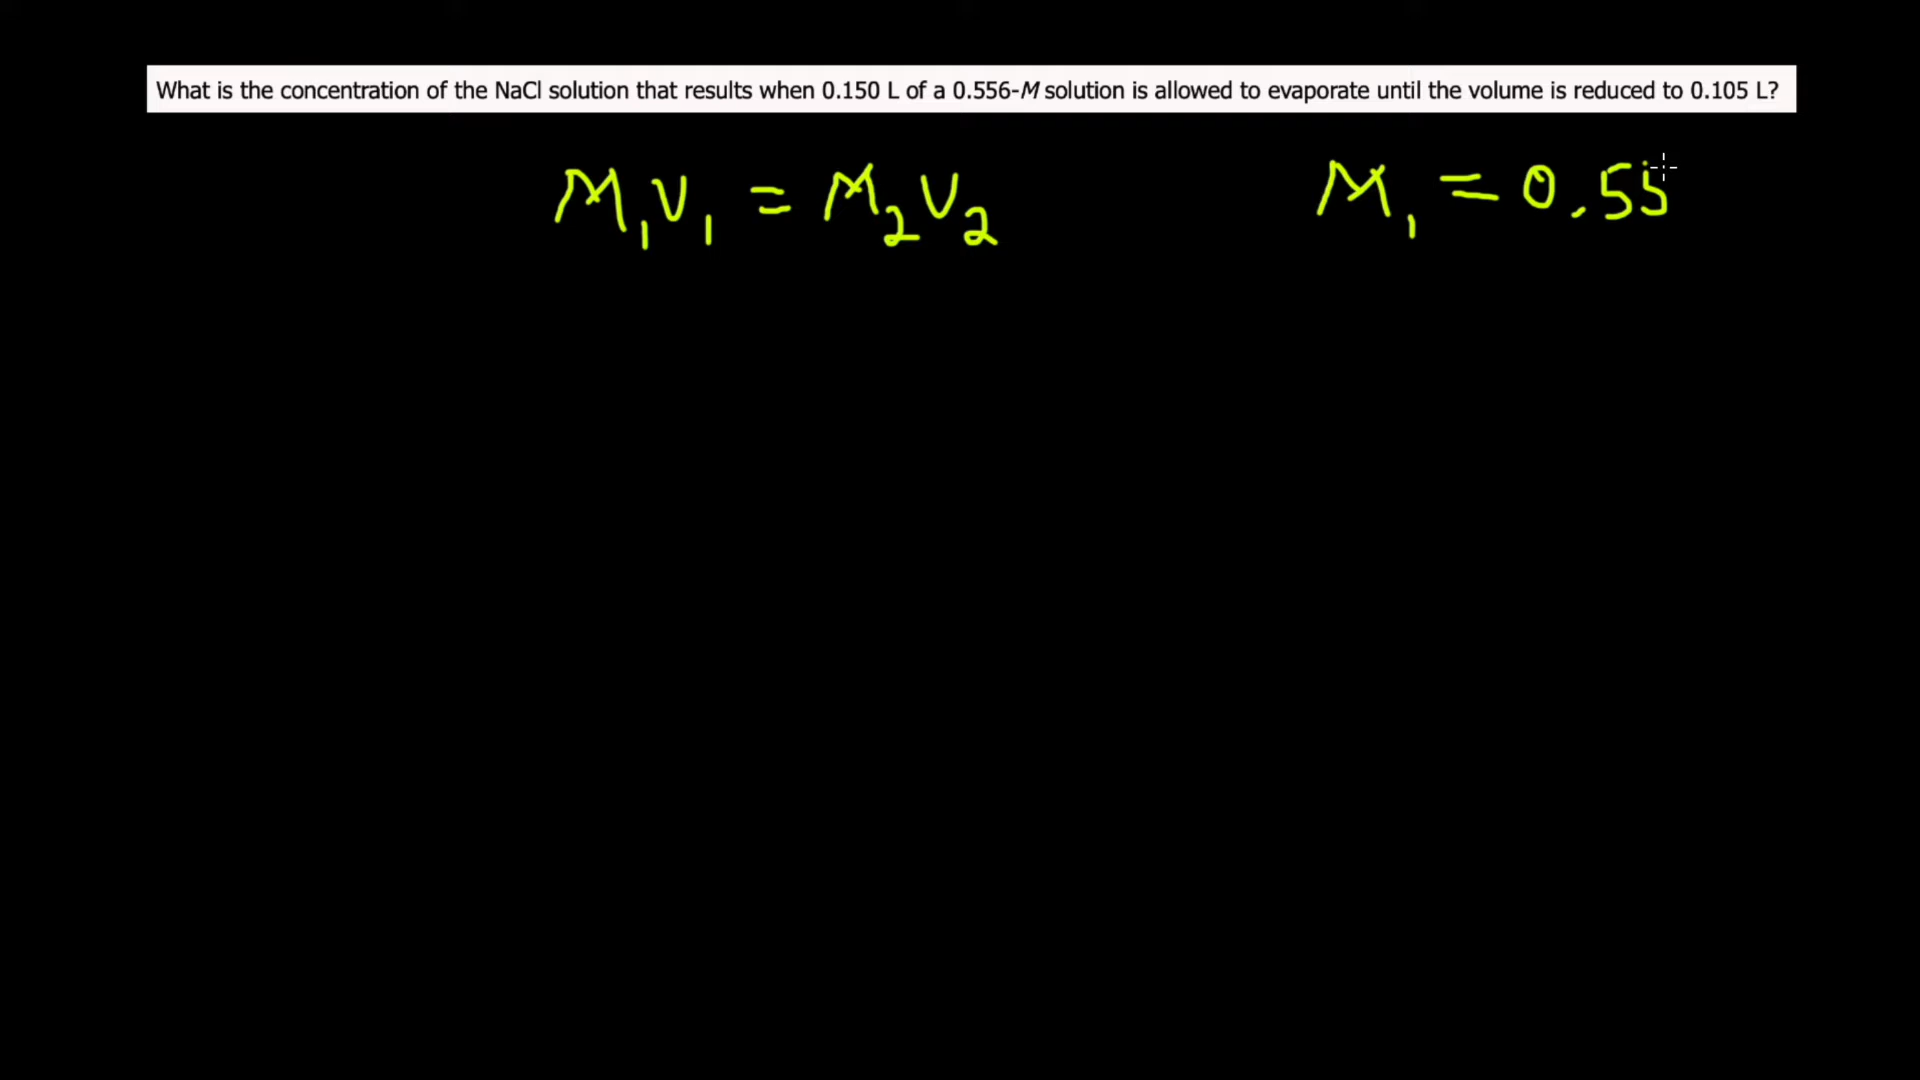 What is the concentration of the NaCl solution that results when 0.150 L of a 0.556-M solution is allowed to evaporate until the volume is reduced to 0.105 L?
M₁V₁ = M₂V₂
M₁ = 0.55